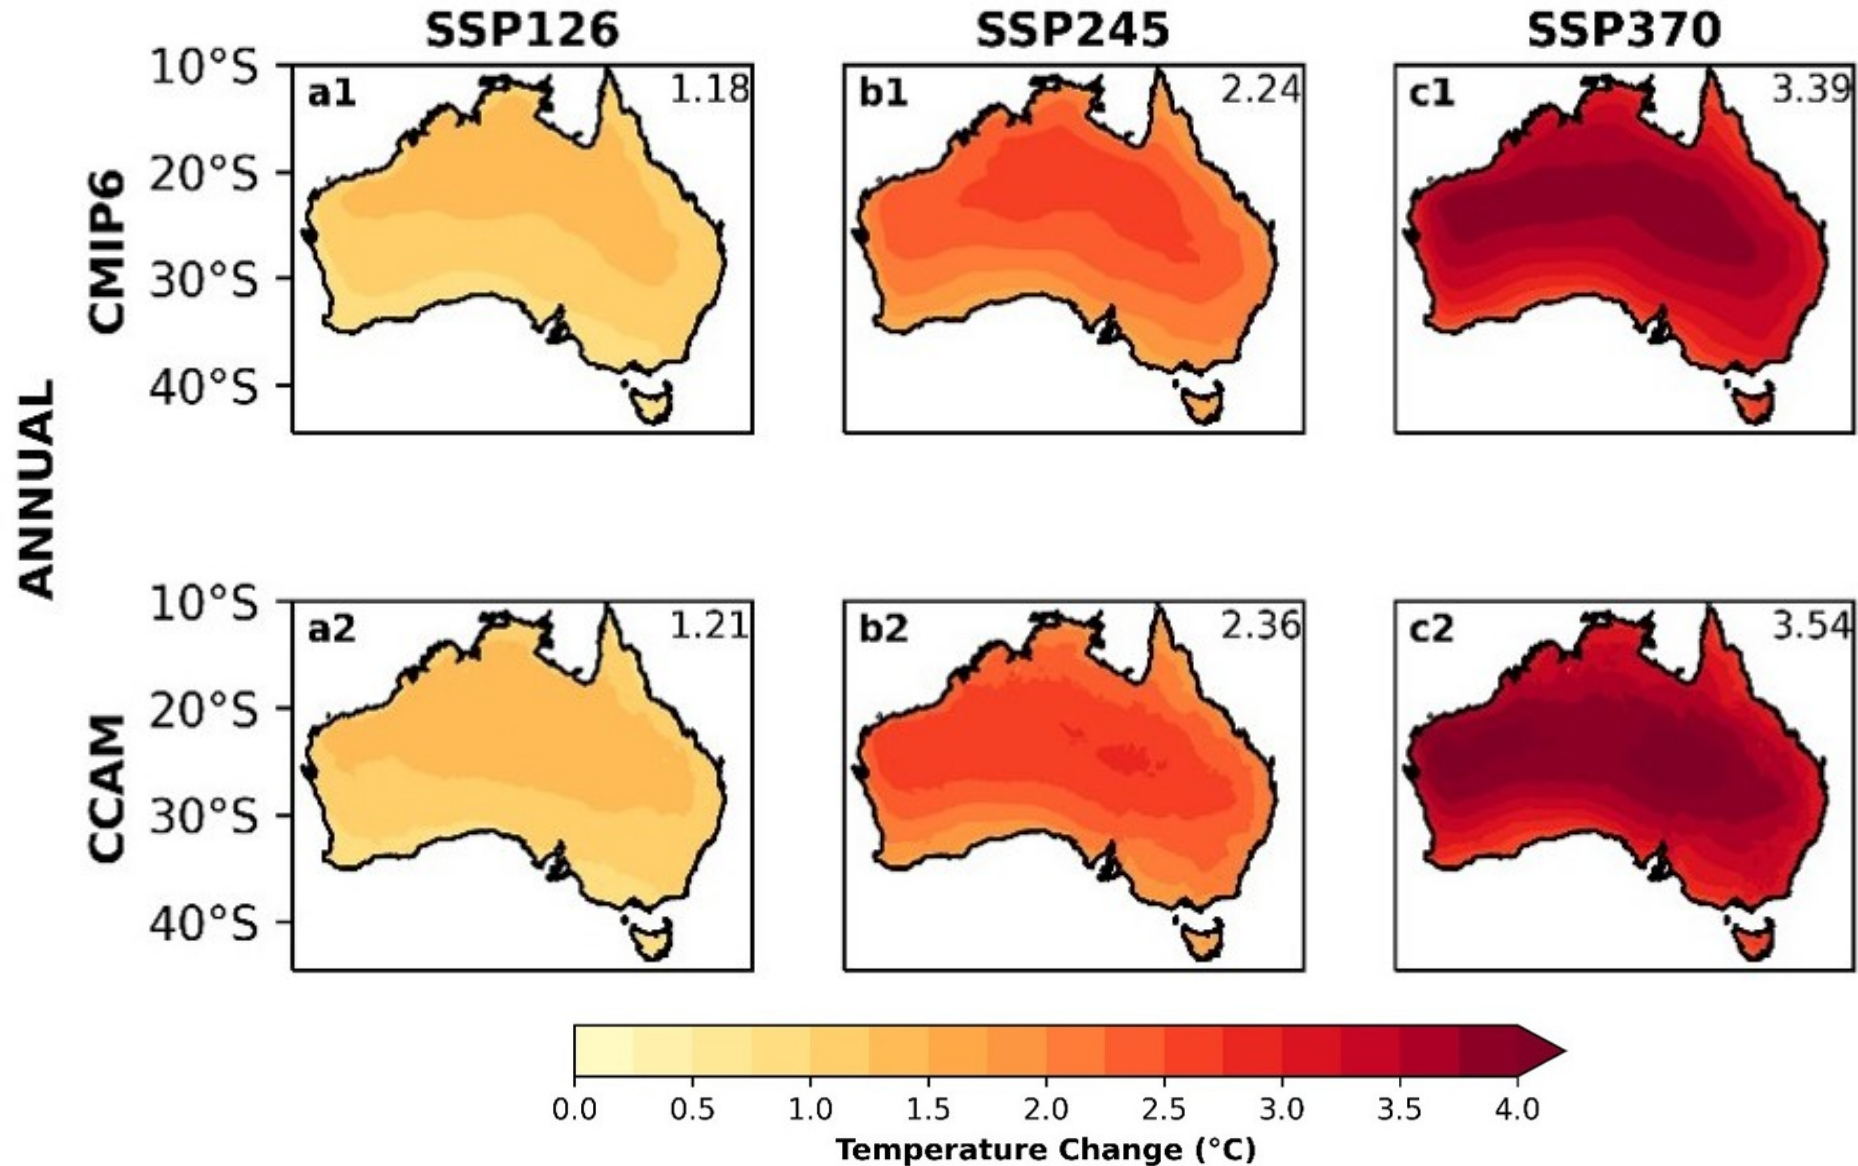 SSP126 SSP245 SSP370
10°S
a1 1.18 b1 2.24 c1 3.39
20°S
CMIP6
30°S
40°S
ANNUAL
10°S
a2 1.21 b2 2.36 c2 3.54
20°S
CCAM
30°S
40°S
0.0 0.5 1.0 1.5 2.0 2.5 3.0 3.5 4.0
Temperature Change (°C)